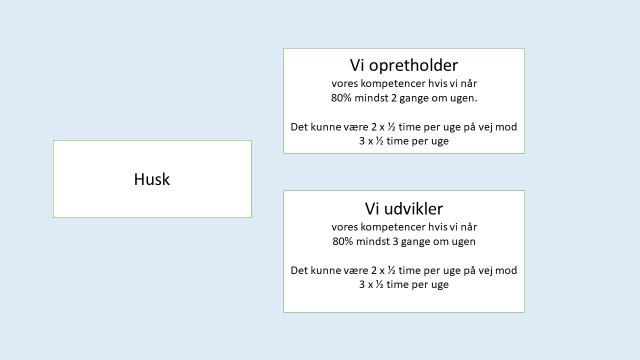 Husk
Vi opretholder
vores kompetencer hvis vi når
80% mindst 2 gange om ugen.
Det kunne være 2 x ½ time per uge på vej mod
3 x ½ time per uge
Vi udvikler
vores kompetencer hvis vi når
80% mindst 3 gange om ugen
Det kunne være 2 x ½ time per uge på vej mod
3 x ½ time per uge